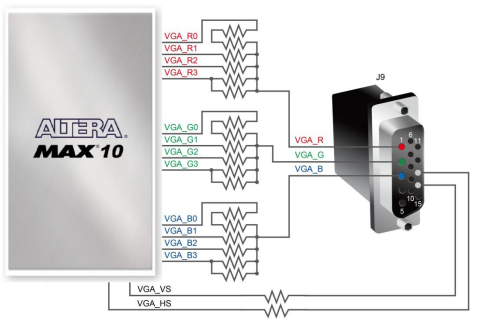 VGA_R0
VGA_R1
VGA_R2
VGA_R3
J9
VGA_G0
VGA_G1
VGA_G2
VGA_G3
ALTERA
MAX® 10
VGA_R
VGA_G
VGA_B
1
6
11
5
10
15
VGA_B0
VGA_B1
VGA_B2
VGA_B3
VGA_VS
VGA_HS